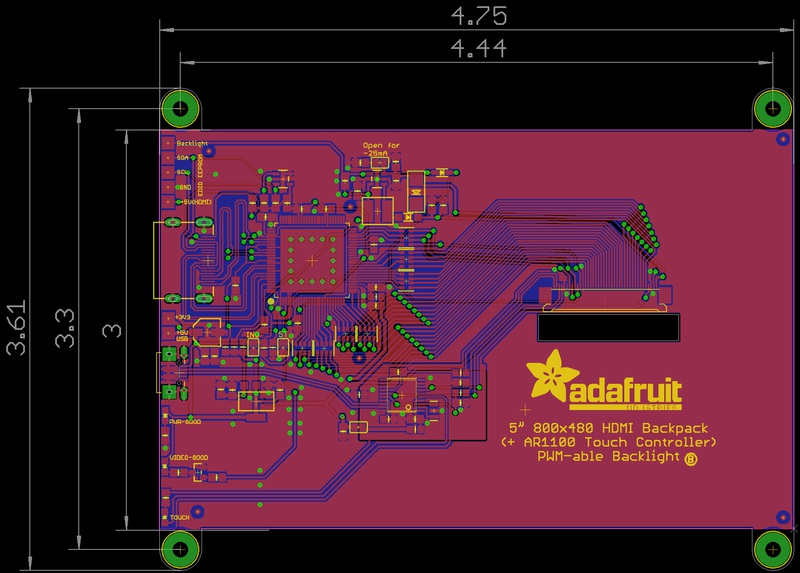 4.75
4.44
3.61
3.3
3
Backlight
SDA
SCL
GND
+5V(HDMI)
EDID EEPROM
Open for
~25mA
+3V3
+5V
USB
PWR-GOOD
VIDEO-GOOD
TOUCH
adafruit
INDUSTRIES
5" 800x480 HDMI Backpack
(+ AR1100 Touch Controller)
PWM-able Backlight B